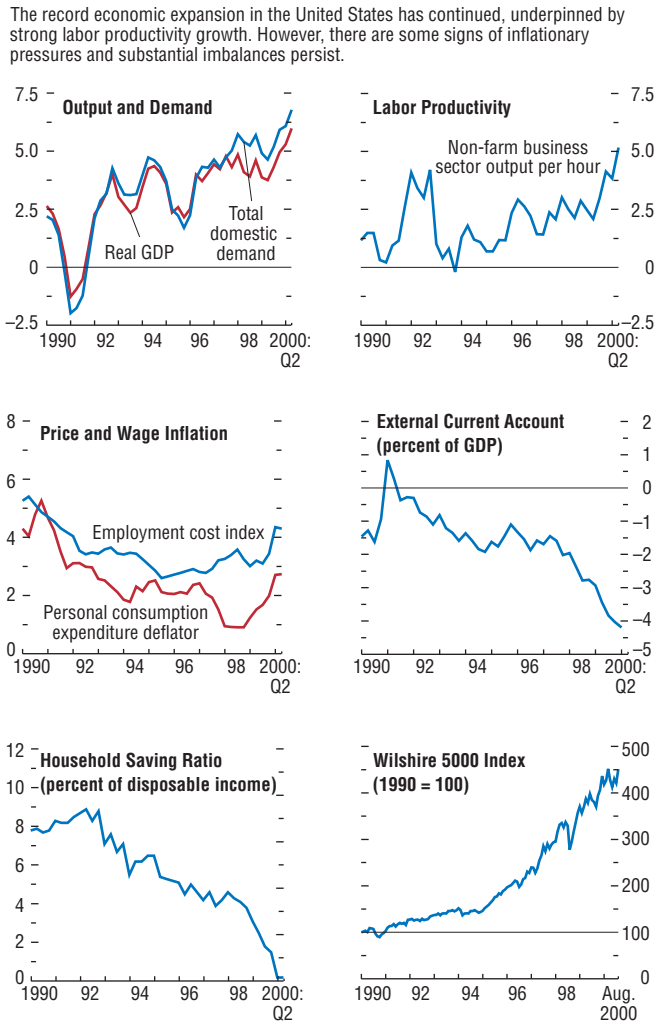 The record economic expansion in the United States has continued, underpinned by
strong labor productivity growth. However, there are some signs of inflationary
pressures and substantial imbalances persist.
Output and Demand
7.5
5.0
2.5
0
–2.5
Real GDP
Total
domestic
demand
1990 92 94 96 98 2000:
Q2
Labor Productivity
Non-farm business
sector output per hour
7.5
5.0
2.5
0
–2.5
1990 92 94 96 98 2000:
Q2
Price and Wage Inflation
8
6
4
2
0
Employment cost index
Personal consumption
expenditure deflator
1990 92 94 96 98 2000:
Q2
External Current Account
(percent of GDP)
2
1
0
–1
–2
–3
–4
–5
1990 92 94 96 98 2000:
Q2
Household Saving Ratio
(percent of disposable income)
12
10
8
6
4
2
0
1990 92 94 96 98 2000:
Q2
Wilshire 5000 Index
(1990 = 100)
500
400
300
200
100
0
1990 92 94 96 98 Aug.
2000